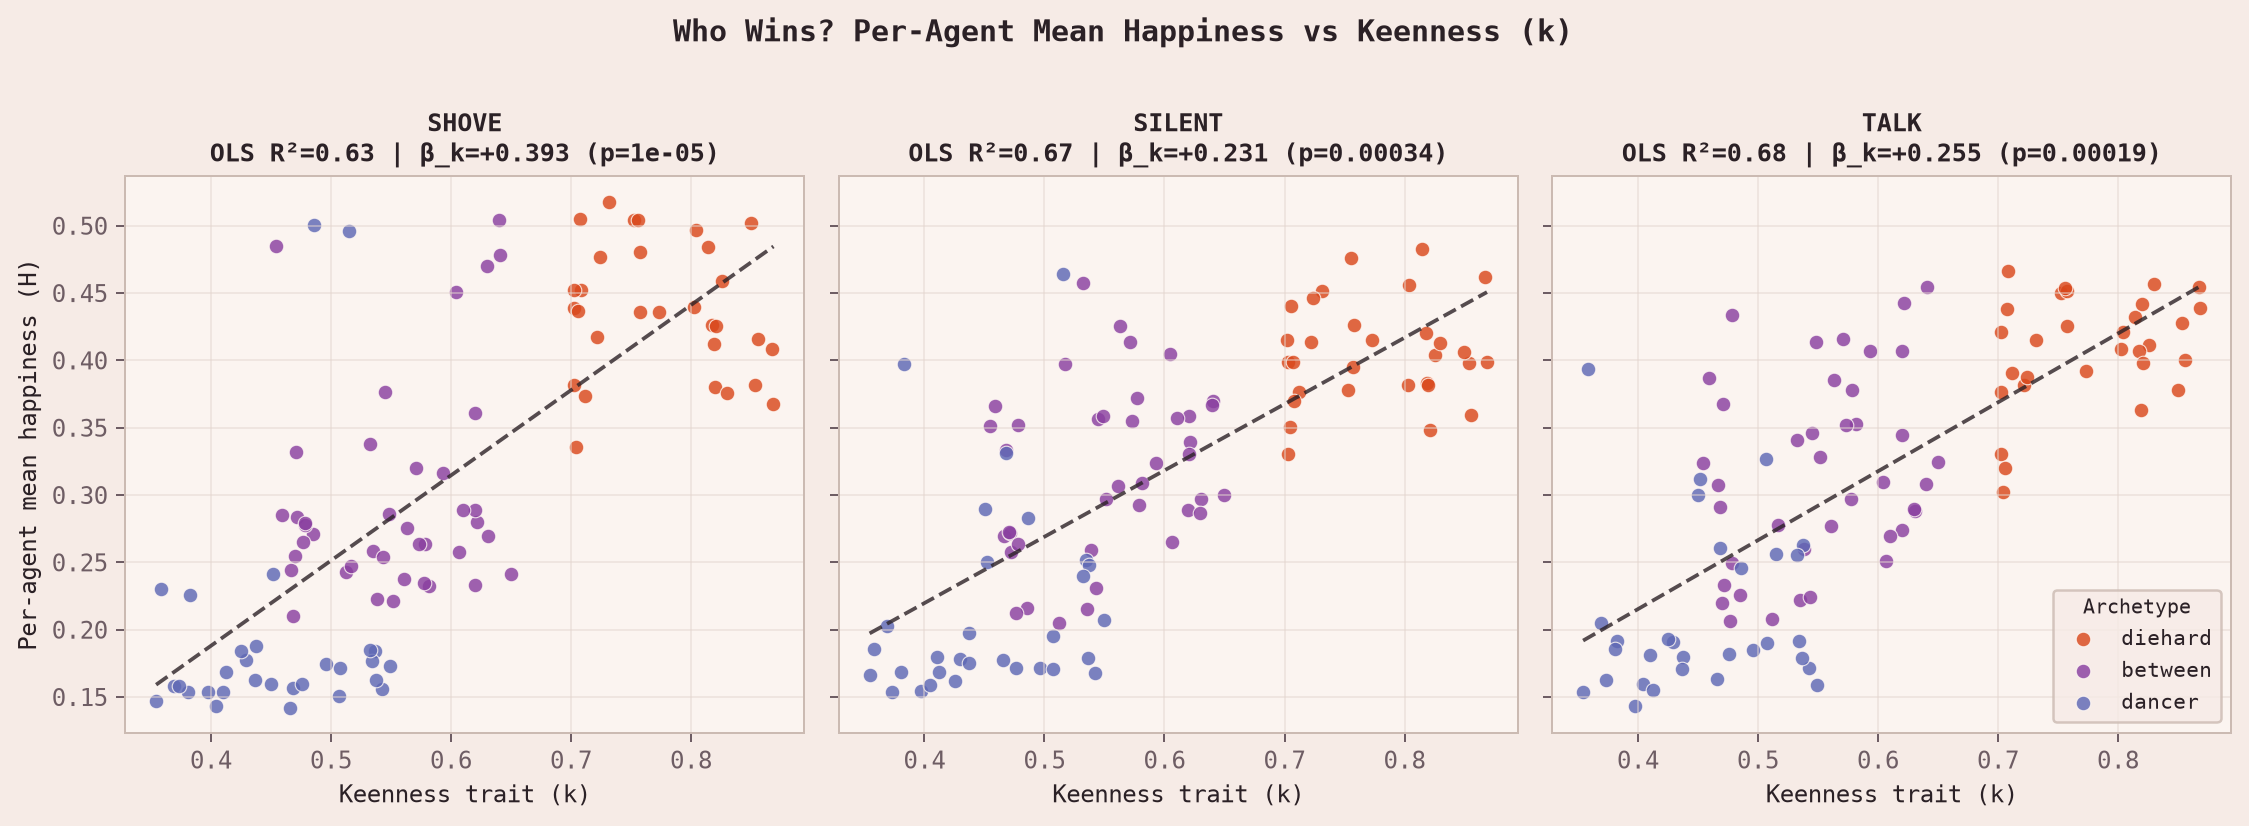 Who Wins? Per-Agent Mean Happiness vs Keenness (k)
SHOVE
OLS R²=0.63 | β_k=+0.393 (p=1e-05)
SILENT
OLS R²=0.67 | β_k=+0.231 (p=0.00034)
TALK
OLS R²=0.68 | β_k=+0.255 (p=0.00019)
Per-agent mean happiness (H)
0.50
0.45
0.40
0.35
0.30
0.25
0.20
0.15
0.4 0.5 0.6 0.7 0.8
Keenness trait (k)
0.4 0.5 0.6 0.7 0.8
Keenness trait (k)
Archetype
diehard
between
dancer
0.4 0.5 0.6 0.7 0.8
Keenness trait (k)